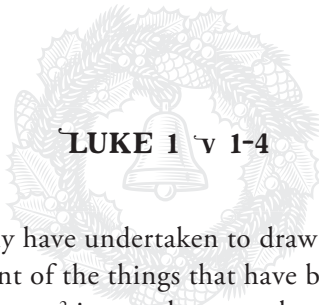 LUKE 1 v 1-4
y have undertaken to draw
nt of the things that have b